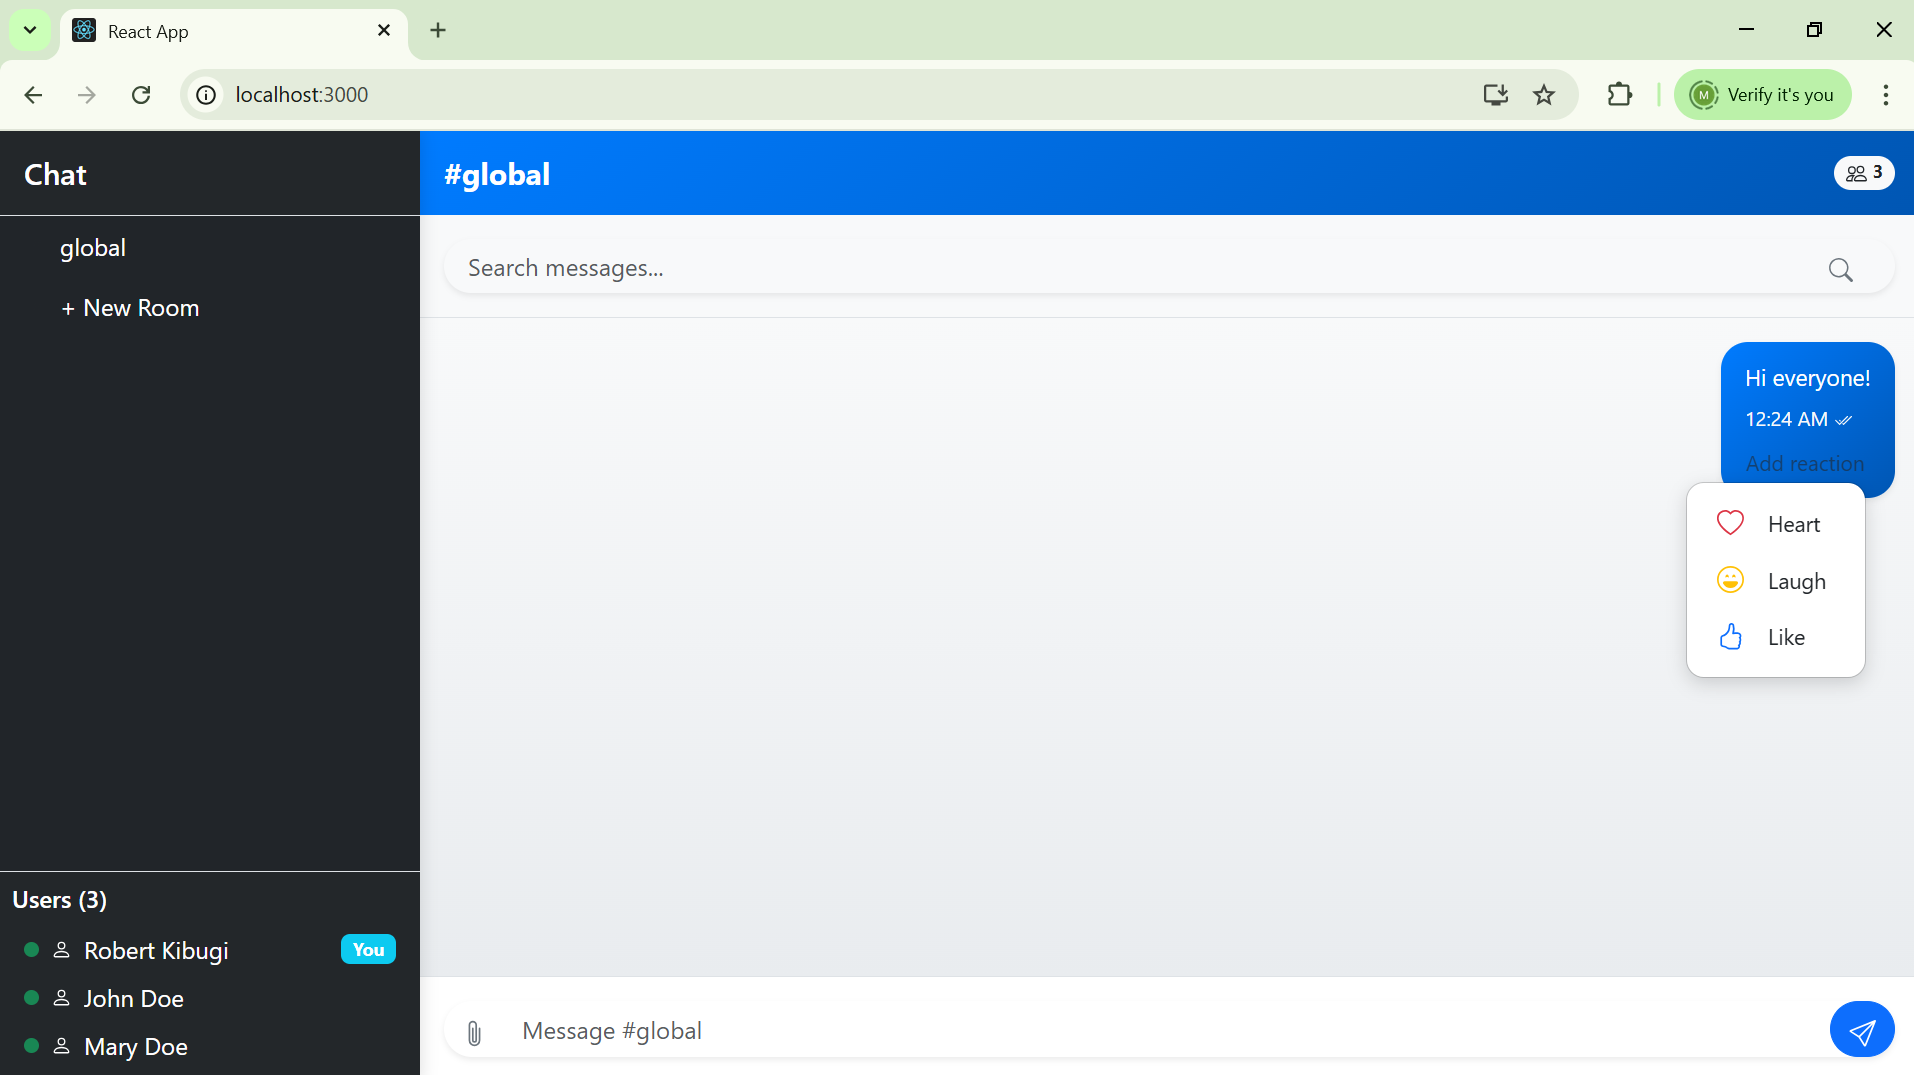 React App
localhost:3000
M Verify it's you
Chat
global
+ New Room
Users (3)
Robert Kibugi You
John Doe
Mary Doe
#global
3
Search messages...
Hi everyone!
12:24 AM
Add reaction
Heart
Laugh
Like
Message #global